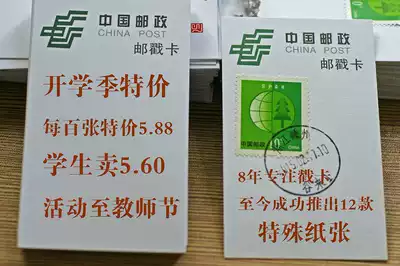 中国邮政
CHINA POST
邮戳卡
开学季特价
每百张特价5.88
学生卖5.60
活动至教师节
中国邮政
CHINA POST
邮戳卡
中国邮政
8年专注戳卡
至今成功推出12款
特殊纸张